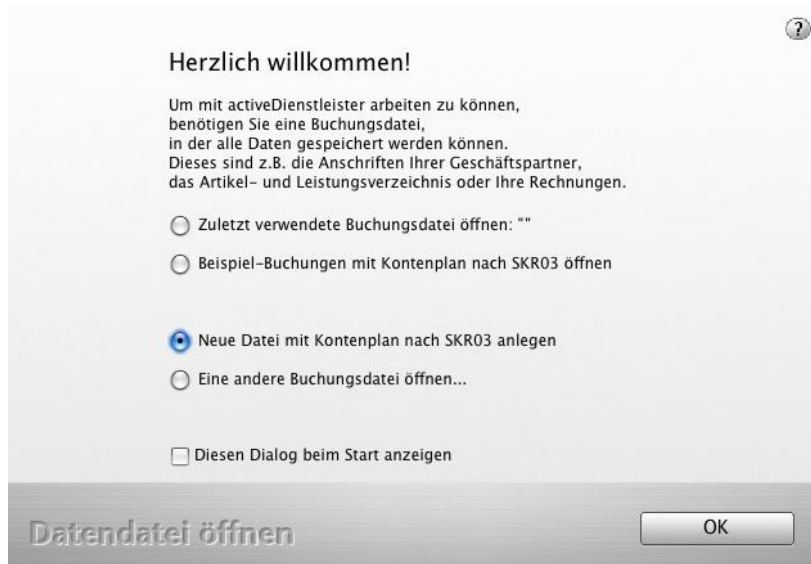 ?
Herzlich willkommen!
Um mit activeDienstleister arbeiten zu können,
benötigen Sie eine Buchungsdatei,
in der alle Daten gespeichert werden können.
Dieses sind z.B. die Anschriften Ihrer Geschäftspartner,
das Artikel- und Leistungsverzeichnis oder Ihre Rechnungen.
Zuletzt verwendete Buchungsdatei öffnen: ""
Beispiel-Buchungen mit Kontenplan nach SKR03 öffnen
Neue Datei mit Kontenplan nach SKR03 anlegen
Eine andere Buchungsdatei öffnen...
Diesen Dialog beim Start anzeigen
Datendatei öffnen
OK